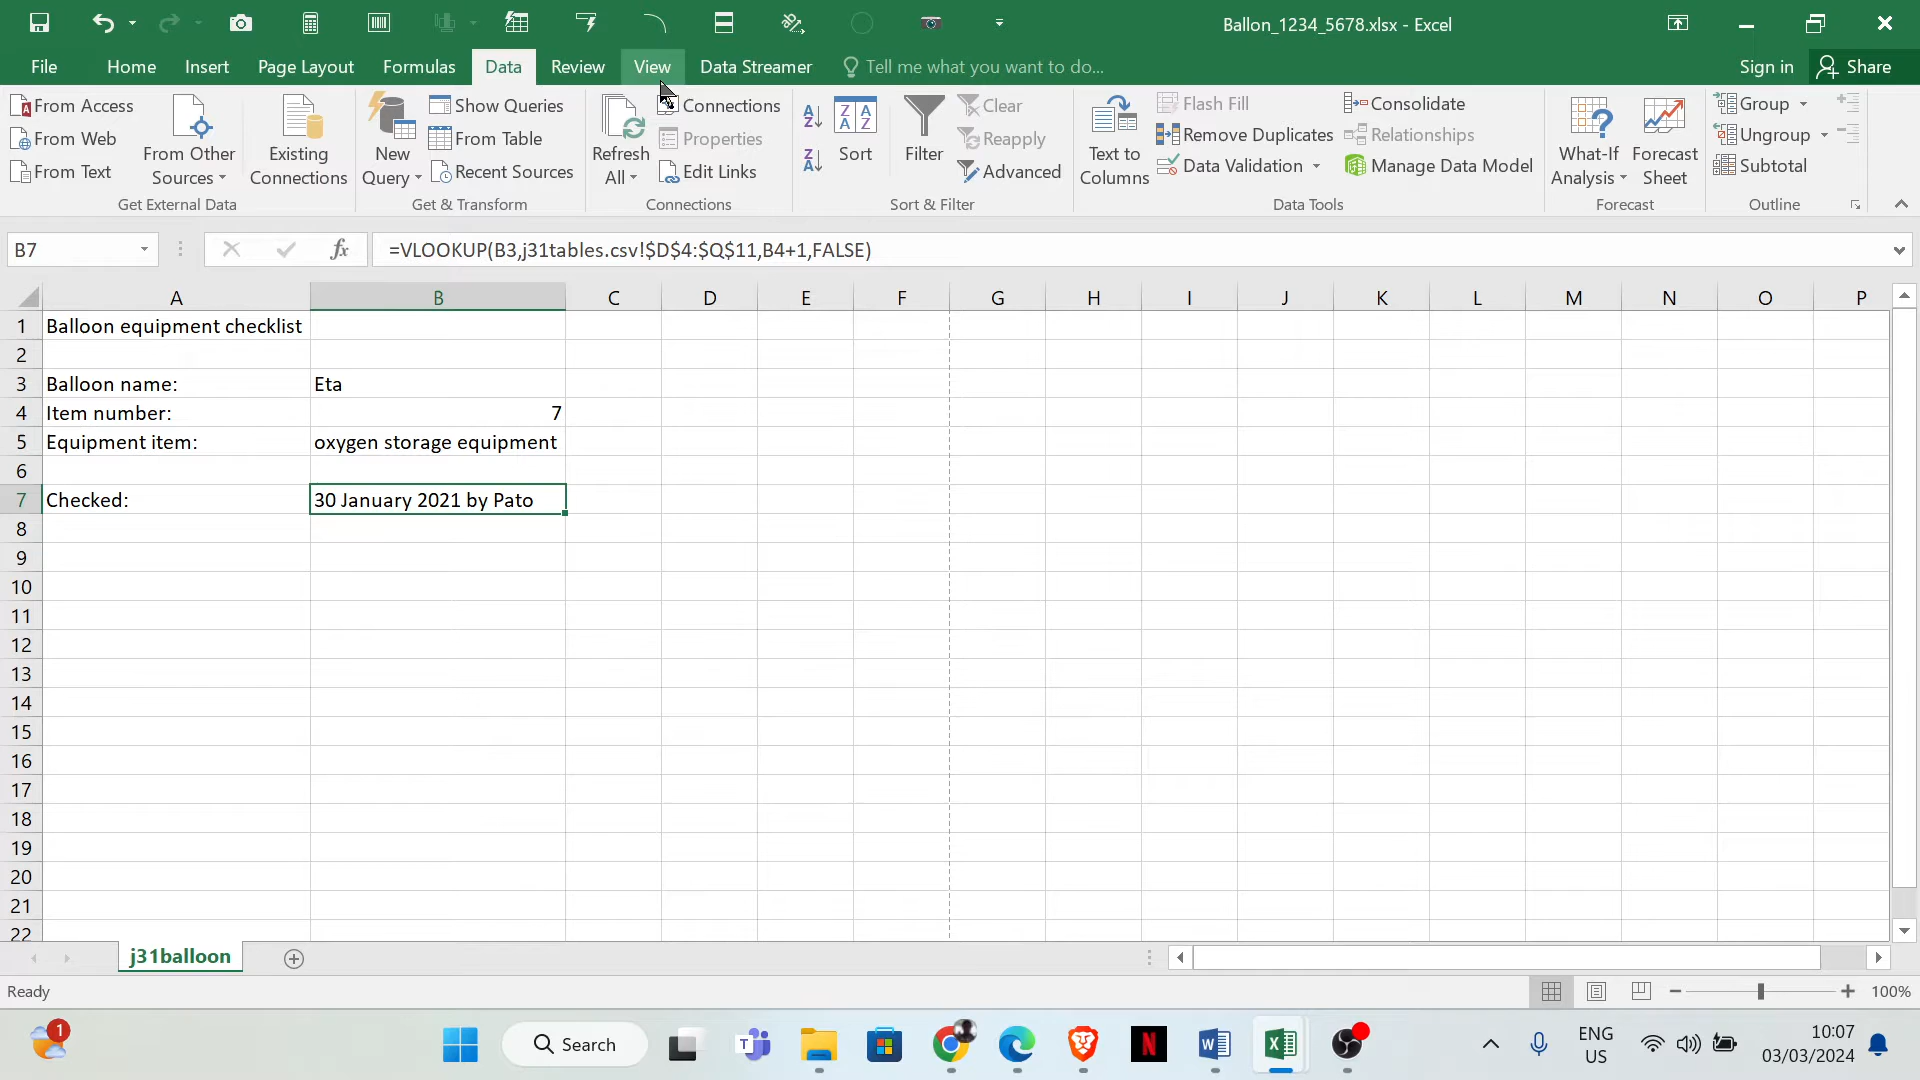 Ballon_1234_5678.xlsx - Excel
File Home Insert Page Layout Formulas Data Review View Data Streamer Tell me what you want to do... Sign in Share
From Access
From Web
From Text
From Other Sources
Existing Connections
Get External Data
New Query
Show Queries
From Table
Recent Sources
Get & Transform
Refresh All
Connections
Properties
Edit Links
Connections
Sort
Filter
Clear
Reapply
Advanced
Sort & Filter
Text to Columns
Flash Fill
Remove Duplicates
Data Validation
Consolidate
Relationships
Manage Data Model
Data Tools
What-If Analysis
Forecast Sheet
Forecast
Group
Ungroup
Subtotal
Outline
B7 fx =VLOOKUP(B3,j31tables.csv!$D$4:$Q$11,B4+1,FALSE)
A B C D E F G H I J K L M N O P
1 Balloon equipment checklist
2
3 Balloon name: Eta
4 Item number: 7
5 Equipment item: oxygen storage equipment
6
7 Checked: 30 January 2021 by Pato
8
9
10
11
12
13
14
15
16
17
18
19
20
21
22
j31balloon
Ready 100%
1 Search ENG US 10:07 03/03/2024